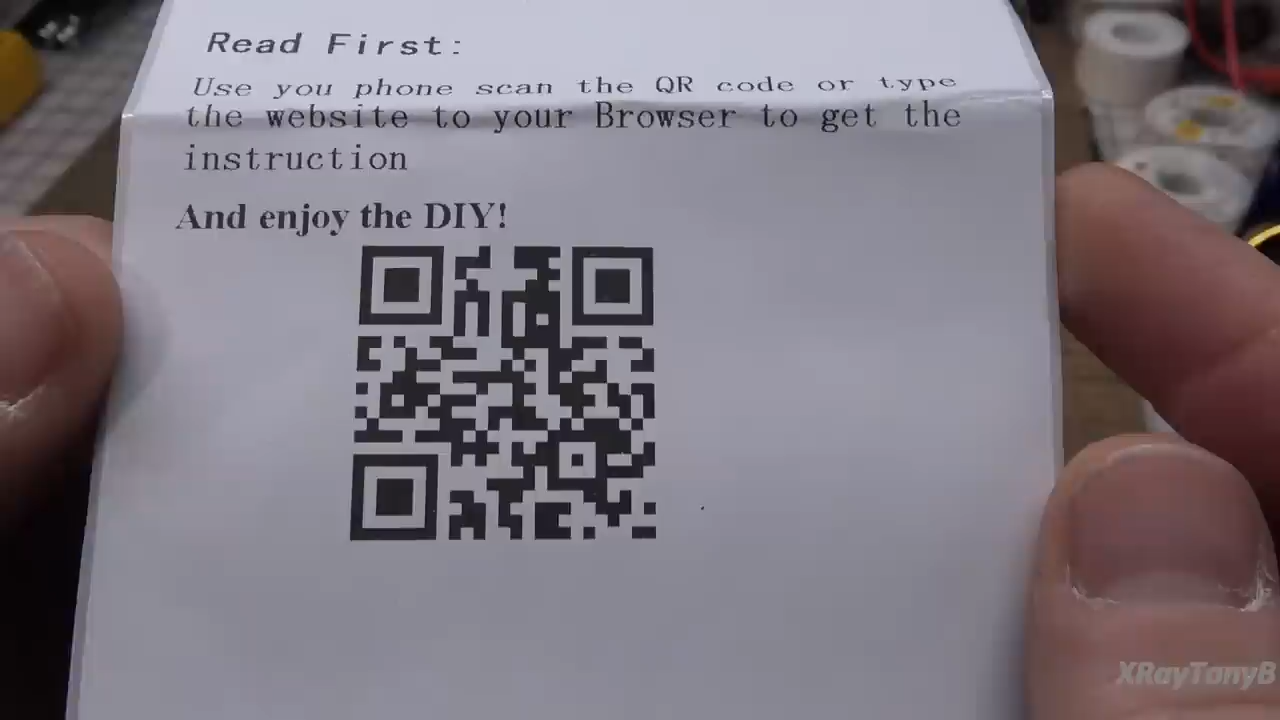 Read First:
Use you phone scan the QR code or type
the website to your Browser to get the
instruction
And enjoy the DIY!
XRayTonyB